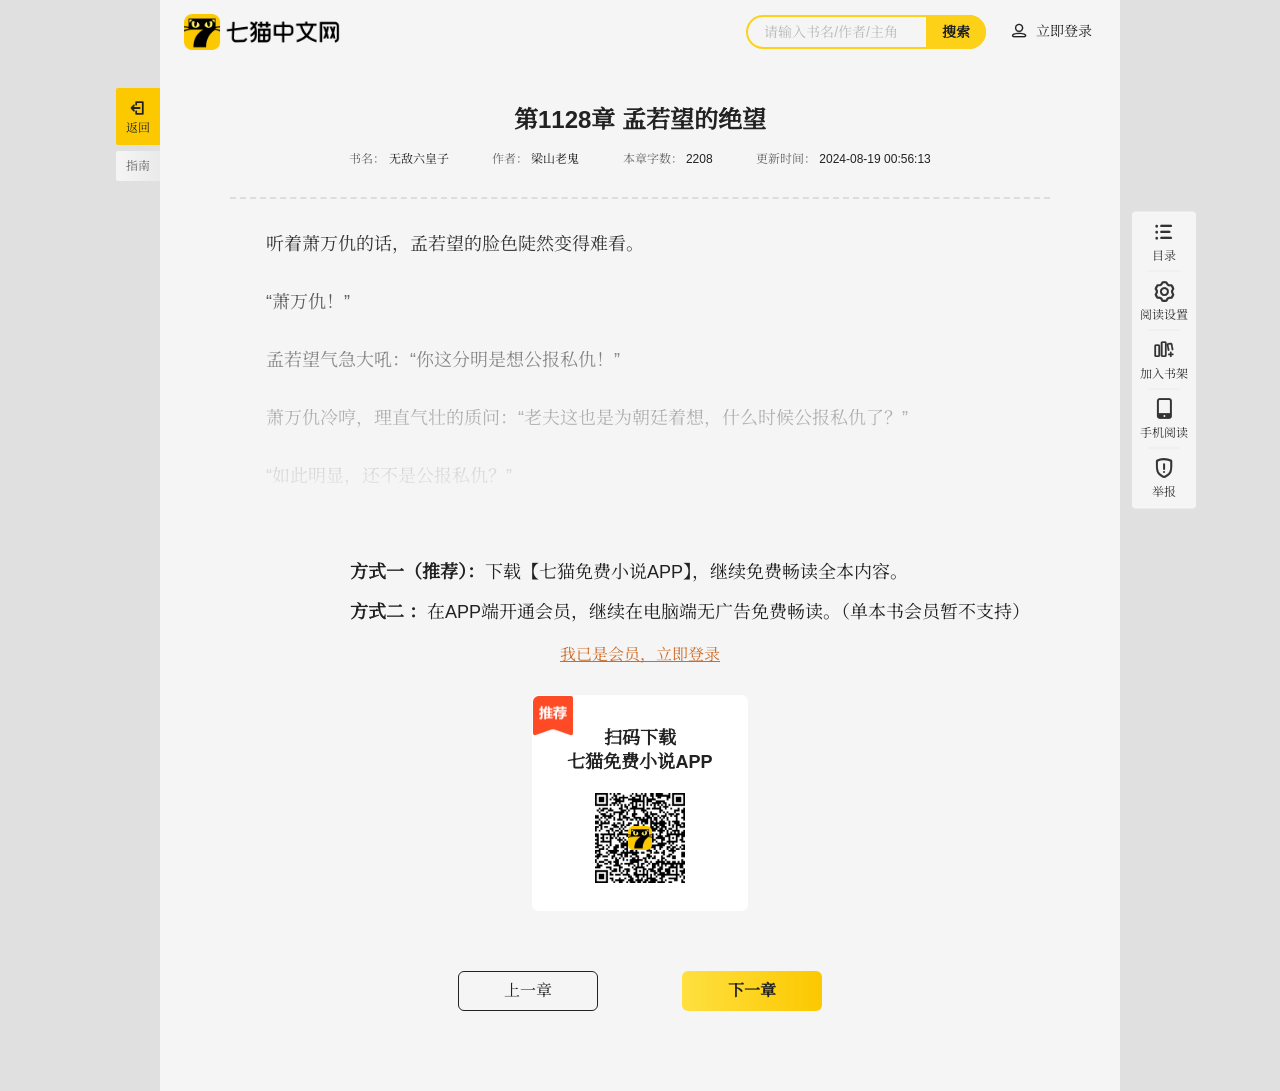 七猫中文网
请输入书名/作者/主角
搜索
立即登录
返回
指南
第1128章 孟若望的绝望
书名： 无敌六皇子 作者： 梁山老鬼 本章字数： 2208 更新时间： 2024-08-19 00:56:13
听着萧万仇的话，孟若望的脸色陡然变得难看。
“萧万仇！”
孟若望气急大吼：“你这分明是想公报私仇！”
萧万仇冷哼，理直气壮的质问：“老夫这也是为朝廷着想，什么时候公报私仇了？”
“如此明显，还不是公报私仇？”
目录
阅读设置
加入书架
手机阅读
举报
方式一（推荐）： 下载【七猫免费小说APP】，继续免费畅读全本内容。
方式二 ： 在APP端开通会员，继续在电脑端无广告免费畅读。（单本书会员暂不支持）
我已是会员，立即登录
推荐
扫码下载
七猫免费小说APP
上一章
下一章